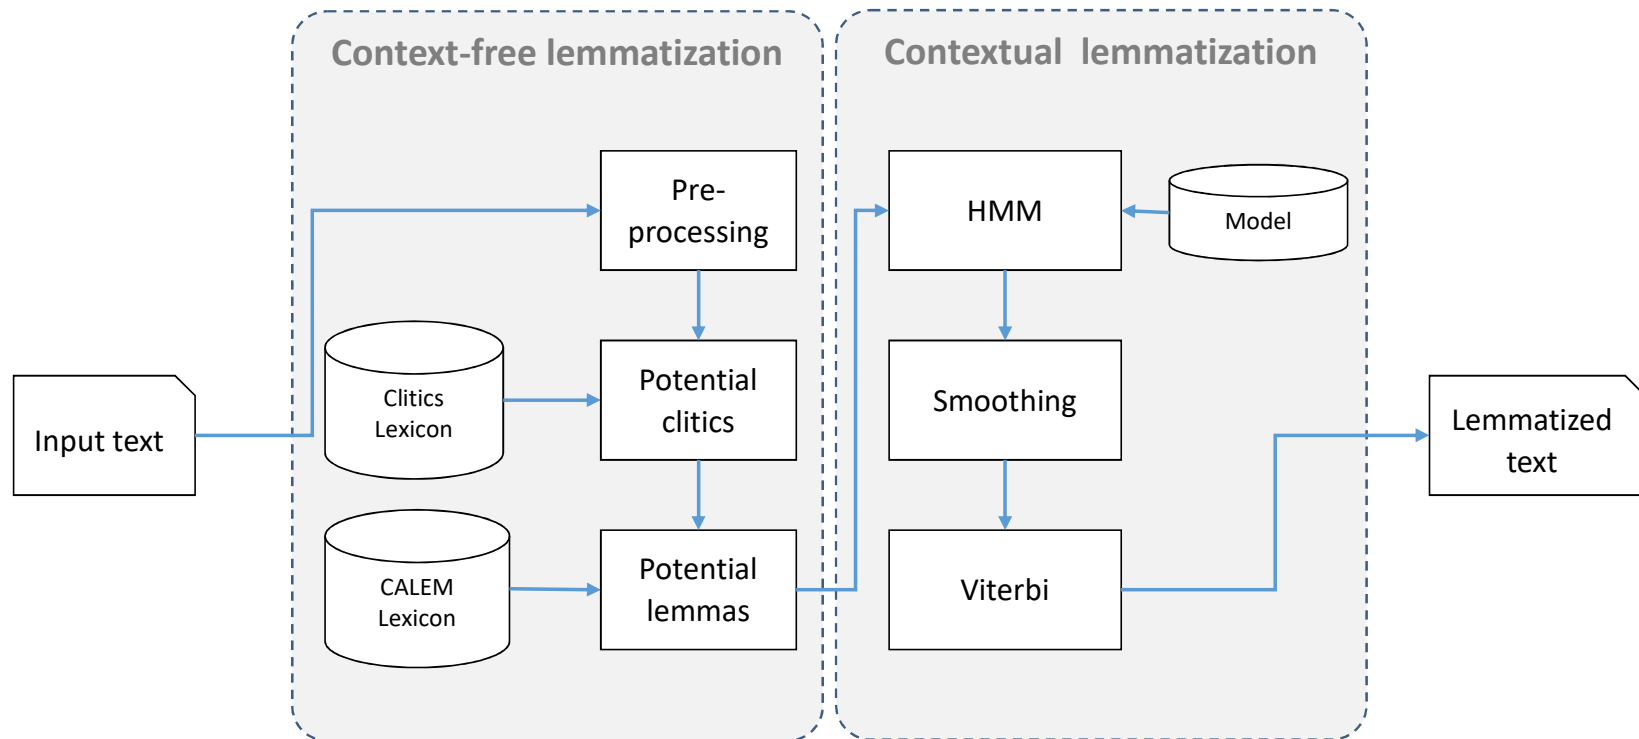 Context-free lemmatization
Contextual lemmatization
Pre-
processing
HMM
Model
Clitics
Lexicon
Potential
clitics
Smoothing
Input text
Lemmatized
text
CALEM
Lexicon
Potential
lemmas
Viterbi